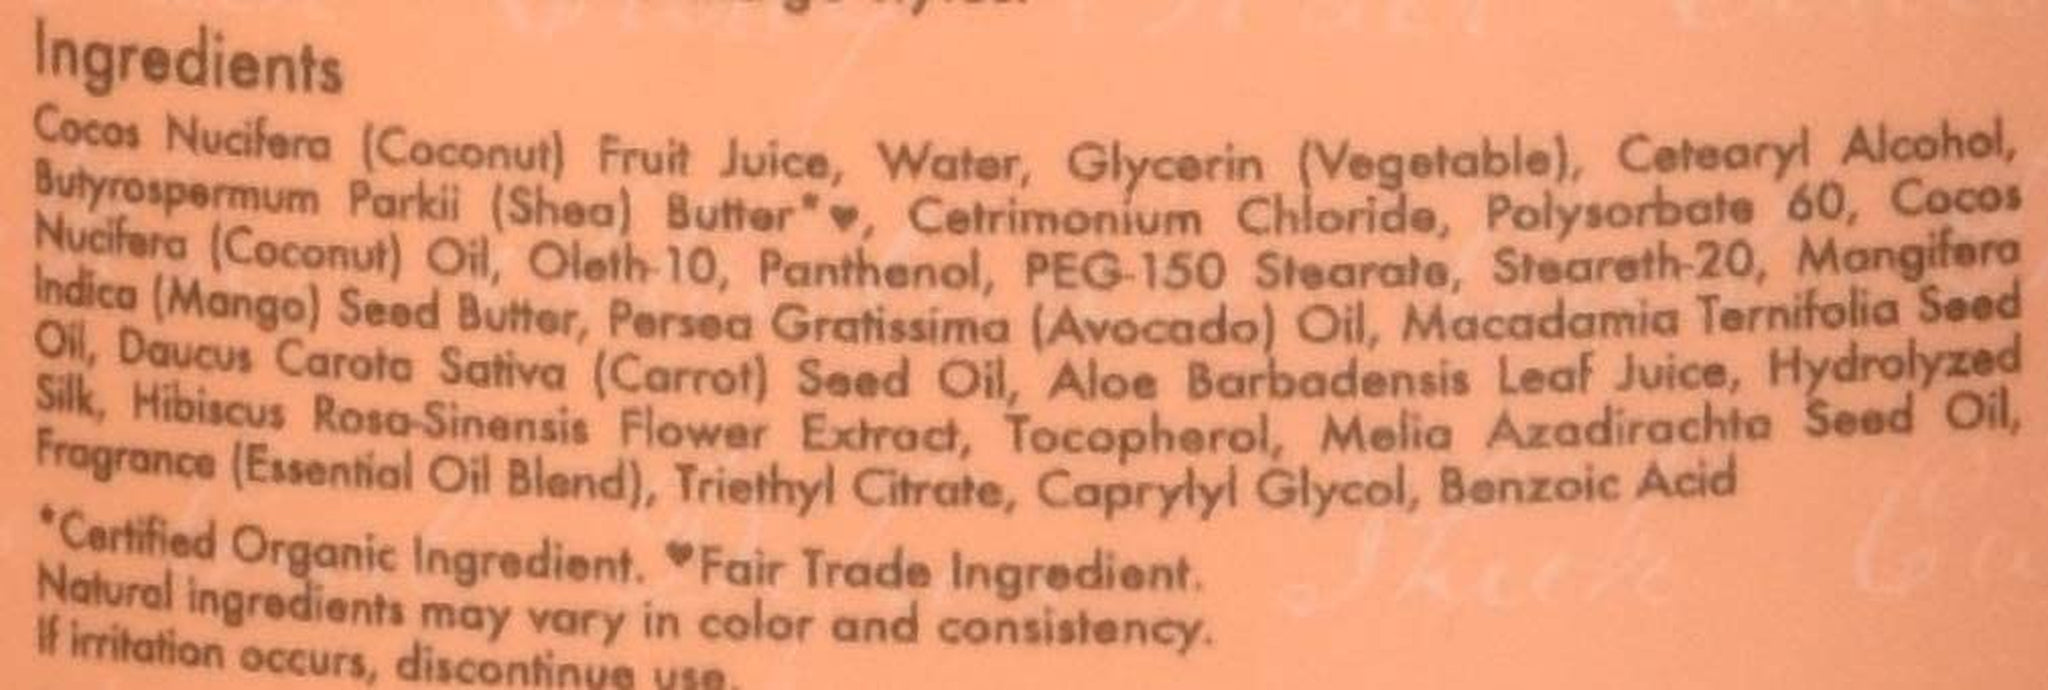 Ingredients
Cocos Nucifera (Coconut) Fruit Juice, Water, Glycerin (Vegetable), Cetearyl Alcohol,
Butyrospermum Parkii (Shea) Butter*♥, Cetrimonium Chloride, Polysorbate 60, Cocos
Nucifera (Coconut) Oil, Oleth-10, Panthenol, PEG-150 Stearate, Steareth-20, Mangifera
Indica (Mango) Seed Butter, Persea Gratissima (Avocado) Oil, Macadamia Ternifolia Seed
Oil, Daucus Carota Sativa (Carrot) Seed Oil, Aloe Barbadensis Leaf Juice, Hydrolyzed
Silk, Hibiscus Rosa-Sinensis Flower Extract, Tocopherol, Melia Azadirachta Seed Oil,
Fragrance (Essential Oil Blend), Triethyl Citrate, Caprylyl Glycol, Benzoic Acid
*Certified Organic Ingredient. ♥Fair Trade Ingredient.
Natural ingredients may vary in color and consistency.
If irritation occurs, discontinue use.